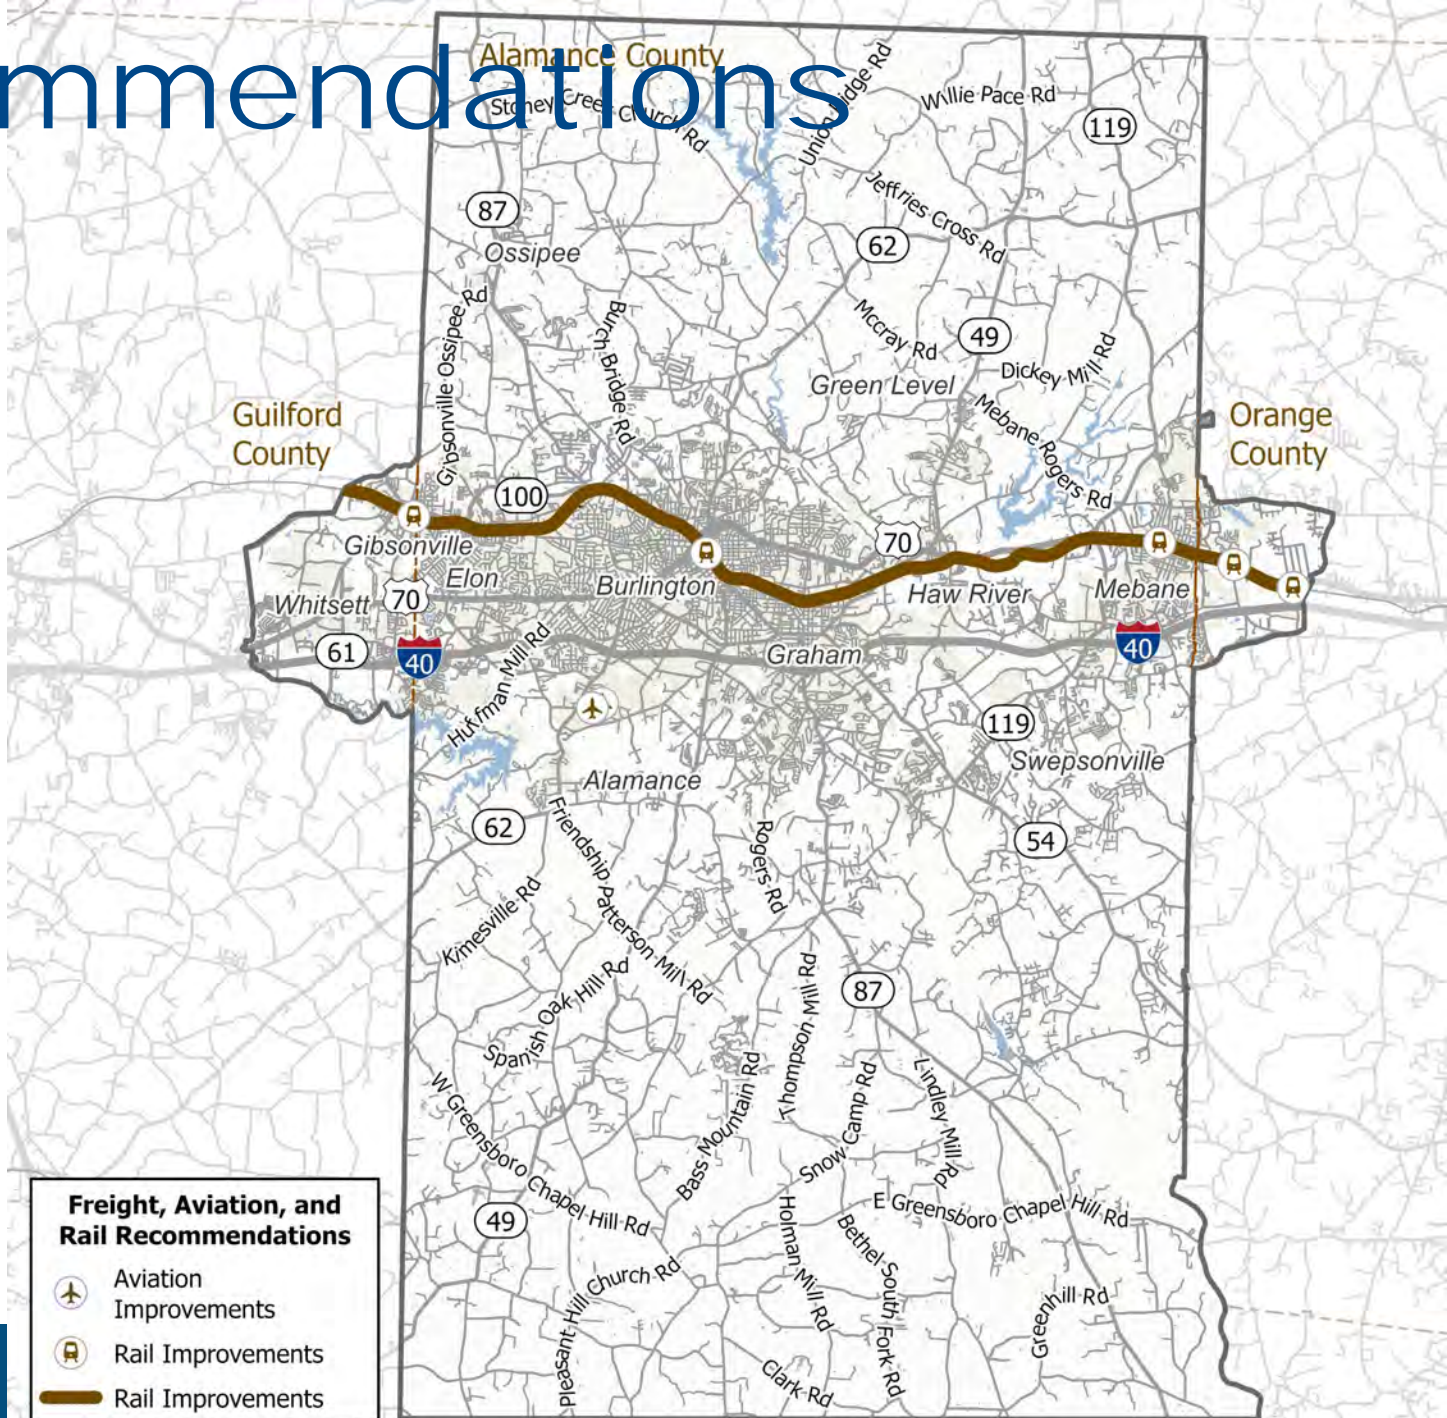 mmendations
Alamance County
Stoney Creek Church Rd
Union Ridge Rd
Willie Pace Rd
119
87
Ossipee
Jeffries Cross Rd
62
Gibsonville Ossipee Rd
Burch Bridge Rd
Mccray Rd
49
Dickey Mill Rd
Green Level
Mebane Rogers Rd
Guilford
County
Orange
County
100
70
Gibsonville
Elon
Burlington
Haw River
Mebane
Whitsett
70
61
40
Huffman Mill Rd
Graham
40
119
Swepsonville
Alamance
62
Friendship Patterson Mill Rd
Rogers Rd
54
Kimesville Rd
Spanish Oak Hill Rd
Thompson Mill Rd
87
W Greensboro Chapel Hill Rd
Bass Mountain Rd
Snow Camp Rd
Lindley Mill Rd
49
Holman Mill Rd
Bethel South Fork Rd
E Greensboro Chapel Hill Rd
Pleasant Hill Church Rd
Greenhill Rd
Clark Rd
Freight, Aviation, and
Rail Recommendations
Aviation
Improvements
Rail Improvements
Rail Improvements